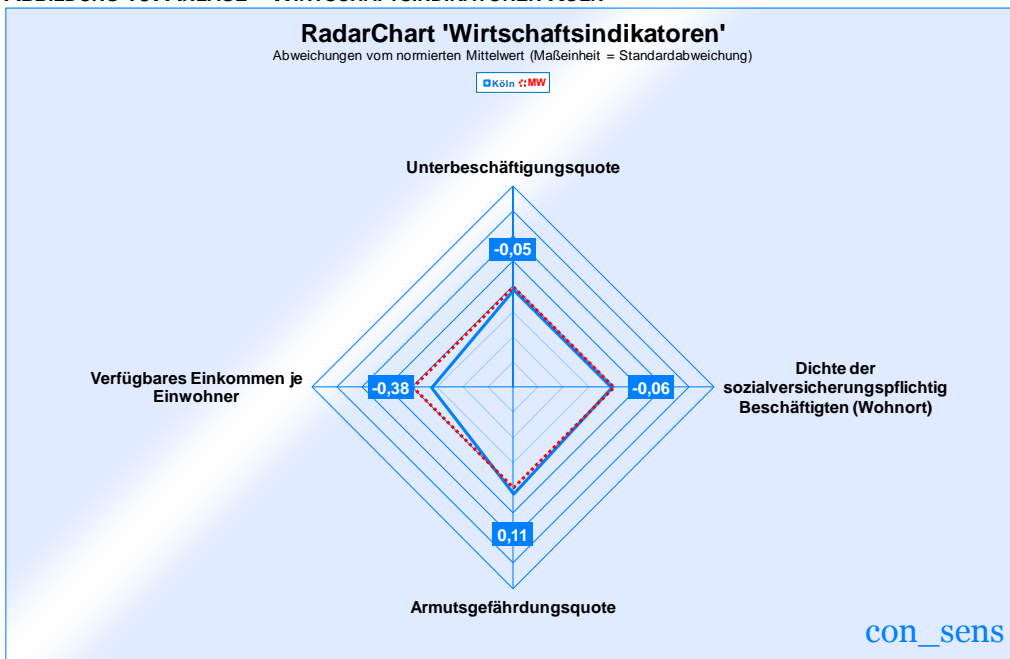 RadarChart 'Wirtschaftsindikatoren'
Abweichungen vom normierten Mittelwert (Maßeinheit = Standardabweichung)
Köln MW
Unterbeschäftigungsquote
-0,05
Verfügbares Einkommen je
Einwohner
-0,38
-0,06
Dichte der
sozialversicherungspflichtig
Beschäftigten (Wohnort)
0,11
Armutsgefährdungsquote
con_sens